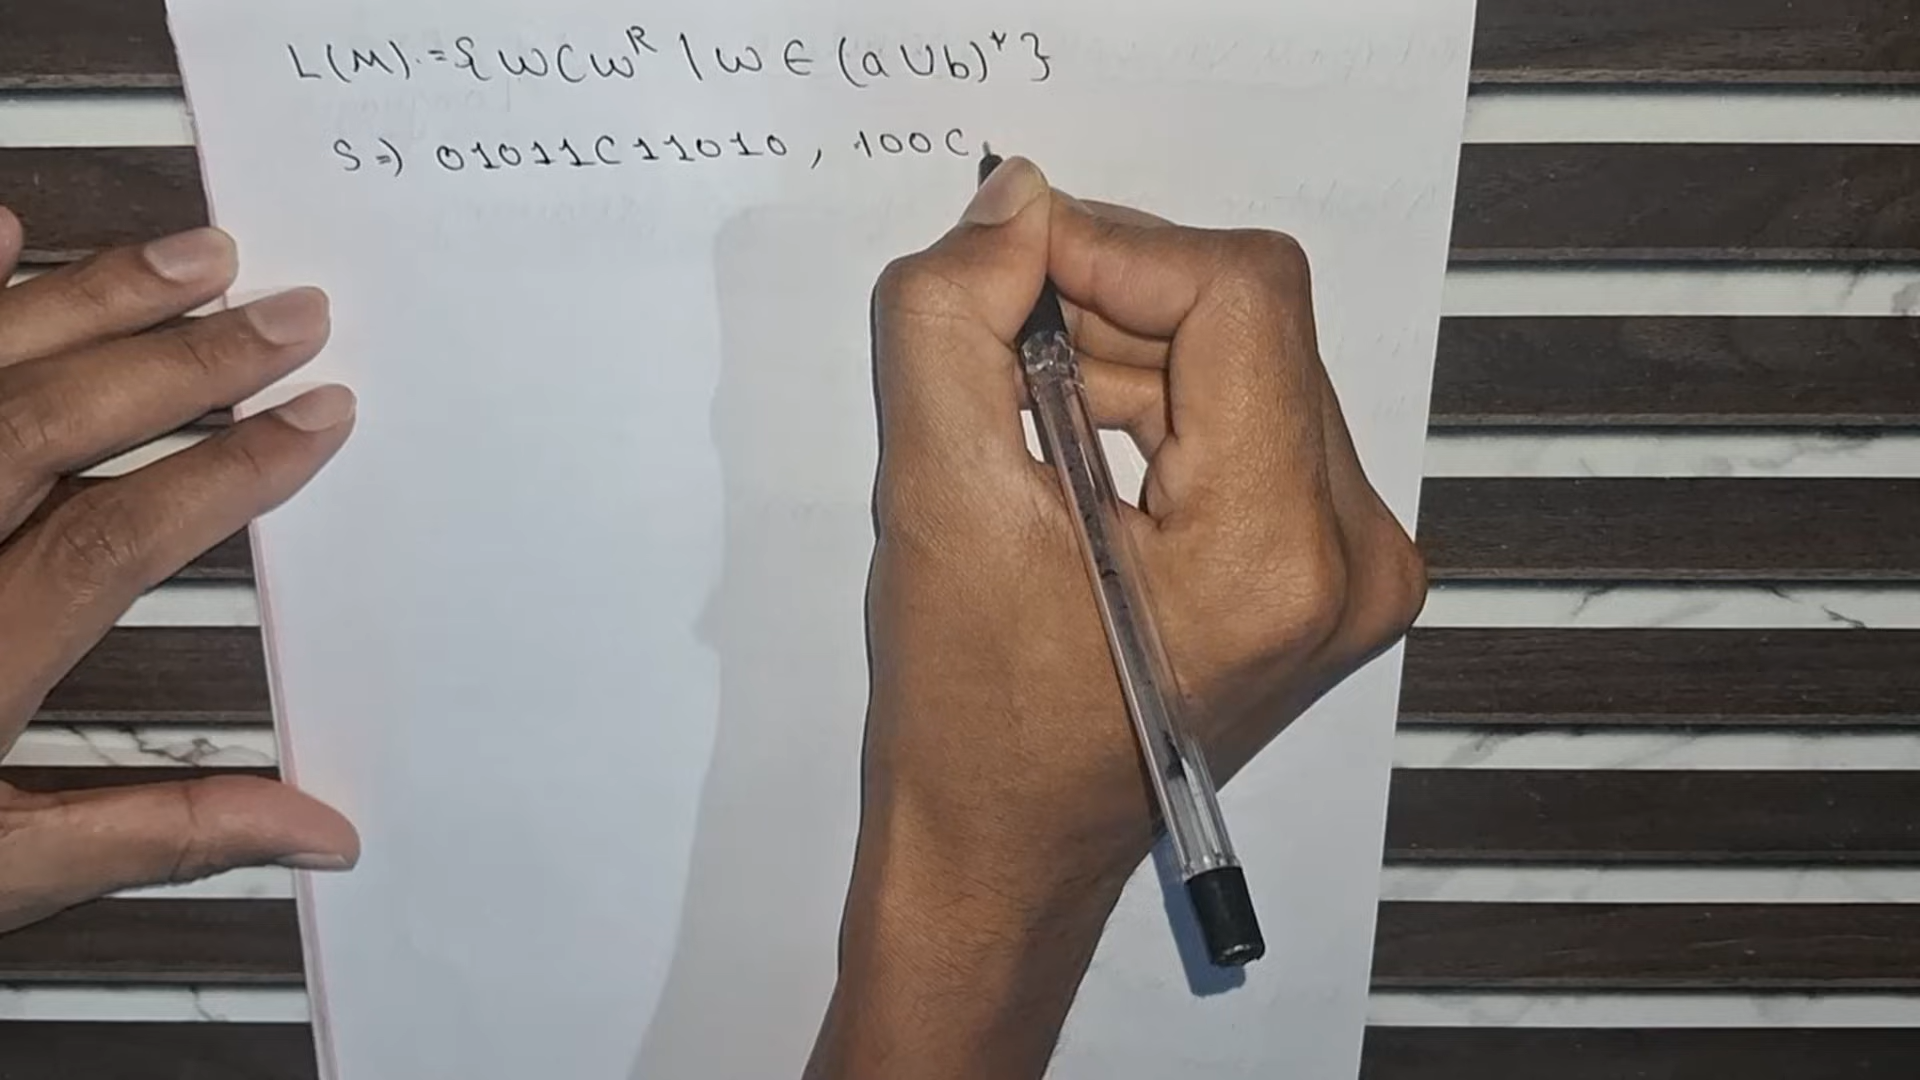 L(M).={wcw^R | w ∈ (a∪b)^*}
S⇒ 01011C11010, 100C